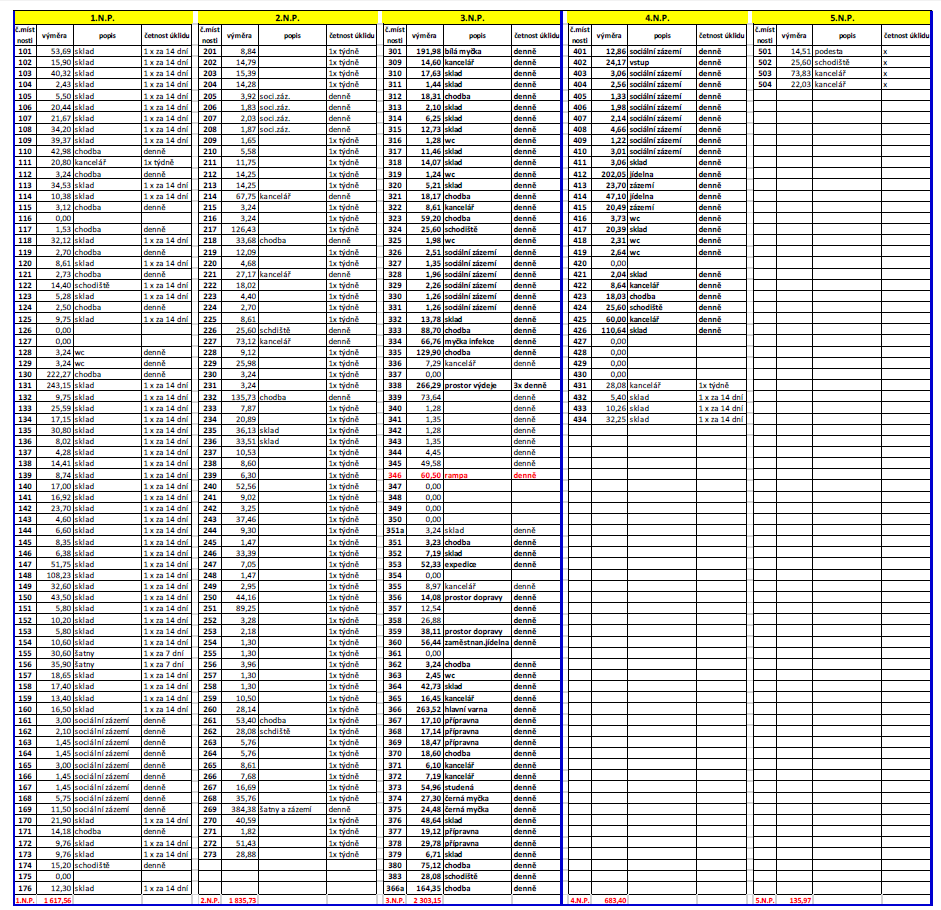 1.N.P. 2.N.P. 3.N.P. 4.N.P. 5.N.P.
č.míst nosti výměra popis četnost úklidu č.míst nosti výměra popis četnost úklidu č.míst nosti výměra popis četnost úklidu č.míst nosti výměra popis četnost úklidu č.míst nosti výměra popis četnost úklidu
101 53,69 sklad 1 x za 14 dní 201 8,84 1x týdně 301 191,98 bílá myčka denně 401 12,86 sociální zázemí denně 501 14,51 podesta x
102 15,90 sklad 1 x za 14 dní 202 14,79 1x týdně 309 14,60 kancelář denně 402 24,17 vstup denně 502 25,60 schodiště x
103 40,32 sklad 1 x za 14 dní 203 15,39 1x týdně 310 17,63 sklad denně 403 3,06 sociální zázemí denně 503 73,83 kancelář x
104 2,43 sklad 1 x za 14 dní 204 14,28 1x týdně 311 1,44 sklad denně 404 2,56 sociální zázemí denně 504 22,03 kancelář x
105 5,50 sklad 1 x za 14 dní 205 3,92 soci.záz. denně 312 18,31 chodba denně 405 1,33 sociální zázemí denně
106 20,44 sklad 1 x za 14 dní 206 1,83 soci.záz. denně 313 2,10 sklad denně 406 1,98 sociální zázemí denně
107 21,67 sklad 1 x za 14 dní 207 2,03 soci.záz. denně 314 6,25 sklad denně 407 2,14 sociální zázemí denně
108 34,20 sklad 1 x za 14 dní 208 1,87 soci.záz. denně 315 12,73 sklad denně 408 4,66 sociální zázemí denně
109 39,37 sklad 1 x za 14 dní 209 1,65 1x týdně 316 1,28 wc denně 409 1,22 sociální zázemí denně
110 42,98 chodba denně 210 5,58 1x týdně 317 11,46 sklad denně 410 3,01 sociální zázemí denně
111 20,80 kancelář 1x týdně 211 11,75 1x týdně 318 14,07 sklad denně 411 3,06 sklad denně
112 3,24 chodba denně 212 14,25 1x týdně 319 1,24 wc denně 412 202,05 jídelna denně
113 34,53 sklad 1 x za 14 dní 213 14,25 1x týdně 320 5,21 sklad denně 413 23,70 zázemí denně
114 10,38 sklad 1 x za 14 dní 214 67,75 kancelář denně 321 18,17 chodba denně 414 47,10 jídelna denně
115 3,12 chodba denně 215 3,24 1x týdně 322 8,61 kancelář denně 415 20,49 zázemí denně
116 0,00 216 3,24 1x týdně 323 59,20 chodba denně 416 3,73 wc denně
117 1,53 chodba denně 217 126,43 1x týdně 324 25,60 schodiště denně 417 20,39 sklad denně
118 32,12 sklad 1 x za 14 dní 218 33,68 chodba denně 325 1,98 wc denně 418 2,31 wc denně
119 2,70 chodba denně 219 12,09 1x týdně 326 2,51 sociální zázemí denně 419 2,64 wc denně
120 8,61 sklad 1 x za 14 dní 220 4,68 1x týdně 327 1,35 sociální zázemí denně 420 0,00
121 2,73 chodba denně 221 27,17 kancelář denně 328 1,96 sociální zázemí denně 421 2,04 sklad denně
122 14,40 schodiště denně 222 18,02 1x týdně 329 2,26 sociální zázemí denně 422 8,64 kancelář denně
123 5,28 sklad 1 x za 14 dní 223 4,40 1x týdně 330 1,26 sociální zázemí denně 423 18,03 chodba denně
124 2,50 chodba denně 224 2,70 1x týdně 331 1,26 sociální zázemí denně 424 25,60 schodiště denně
125 9,75 sklad 1 x za 14 dní 225 8,61 1x týdně 332 13,78 sklad denně 425 60,00 kancelář denně
126 0,00 226 25,60 schdiště denně 333 88,70 chodba denně 426 110,64 sklad denně
127 0,00 227 73,12 kancelář denně 334 66,76 myčka infekce denně 427 0,00
128 3,24 wc denně 228 9,12 1x týdně 335 129,90 chodba denně 428 0,00
129 3,24 wc denně 229 25,98 1x týdně 336 7,29 kancelář denně 429 0,00
130 222,27 chodba denně 230 3,24 1x týdně 337 0,00 430 0,00
131 243,15 sklad 1 x za 14 dní 231 3,24 1x týdně 338 266,29 prostor výdeje 3x denně 431 28,08 kancelář 1x týdně
132 9,75 sklad 1 x za 14 dní 232 135,73 chodba denně 339 73,64 denně 432 5,40 sklad 1 x za 14 dní
133 25,59 sklad 1 x za 14 dní 233 7,87 1x týdně 340 1,28 denně 433 10,26 sklad 1 x za 14 dní
134 17,15 sklad 1 x za 14 dní 234 20,89 1x týdně 341 1,35 denně 434 32,25 sklad 1 x za 14 dní
135 30,80 sklad 1 x za 14 dní 235 36,13 sklad 1x týdně 342 1,28 denně
136 8,02 sklad 1 x za 14 dní 236 33,51 sklad 1x týdně 343 1,35 denně
137 4,28 sklad 1 x za 14 dní 237 10,53 1x týdně 344 4,45 denně
138 14,41 sklad 1 x za 14 dní 238 8,60 1x týdně 345 49,58 denně
139 8,74 sklad 1 x za 14 dní 239 6,30 1x týdně 346 60,50 rampa denně
140 17,00 sklad 1 x za 14 dní 240 52,56 1x týdně 347 0,00
141 16,92 sklad 1 x za 14 dní 241 9,02 1x týdně 348 0,00
142 23,70 sklad 1 x za 14 dní 242 3,25 1x týdně 349 0,00
143 4,60 sklad 1 x za 14 dní 243 37,46 1x týdně 350 0,00
144 6,60 sklad 1 x za 14 dní 244 9,30 1x týdně 351a 3,24 sklad denně
145 8,35 sklad 1 x za 14 dní 245 1,47 1x týdně 351 3,23 chodba denně
146 6,38 sklad 1 x za 14 dní 246 33,39 1x týdně 352 7,19 sklad denně
147 51,75 sklad 1 x za 14 dní 247 7,05 1x týdně 353 52,33 expedice denně
148 108,23 sklad 1 x za 14 dní 248 1,47 1x týdně 354 0,00
149 32,60 sklad 1 x za 14 dní 249 2,95 1x týdně 355 8,97 kancelář denně
150 43,50 sklad 1 x za 14 dní 250 44,16 1x týdně 356 14,08 prostor dopravy denně
151 5,80 sklad 1 x za 14 dní 251 89,25 1x týdně 357 12,54 denně
152 10,20 sklad 1 x za 14 dní 252 3,28 1x týdně 358 26,88 denně
153 5,80 sklad 1 x za 14 dní 253 2,18 1x týdně 359 38,11 prostor dopravy denně
154 10,60 sklad 1 x za 14 dní 254 1,30 1x týdně 360 56,44 zaměstnan.jídelna denně
155 30,60 šatny 1 x za 7 dní 255 1,30 1x týdně 361 0,00
156 35,90 šatny 1 x za 7 dní 256 3,96 1x týdně 362 3,24 chodba denně
157 18,65 sklad 1 x za 14 dní 257 1,30 1x týdně 363 2,45 wc denně
158 17,40 sklad 1 x za 14 dní 258 1,30 1x týdně 364 42,73 sklad denně
159 13,40 sklad 1 x za 14 dní 259 10,50 1x týdně 365 16,45 kancelář denně
160 16,50 sklad 1 x za 14 dní 260 28,14 1x týdně 366 263,52 hlavní varna denně
161 3,00 sociální zázemí denně 261 53,40 chodba 1x týdně 367 17,10 přípravna denně
162 2,10 sociální zázemí denně 262 28,08 schdiště 1x týdně 368 17,14 přípravna denně
163 1,45 sociální zázemí denně 263 5,76 1x týdně 369 18,47 přípravna denně
164 1,45 sociální zázemí denně 264 5,76 1x týdně 370 18,60 chodba denně
165 3,00 sociální zázemí denně 265 8,61 1x týdně 371 6,10 kancelář denně
166 1,45 sociální zázemí denně 266 7,68 1x týdně 372 7,19 kancelář denně
167 1,45 sociální zázemí denně 267 16,69 1x týdně 373 54,96 studená denně
168 5,75 sociální zázemí denně 268 35,76 1x týdně 374 27,30 černá myčka denně
169 11,50 sociální zázemí denně 269 384,38 šatny a zázemí denně 375 24,48 černá myčka denně
170 21,90 sklad 1 x za 14 dní 270 40,59 1x týdně 376 48,64 sklad denně
171 14,18 chodba denně 271 1,82 1x týdně 377 19,12 přípravna denně
172 9,76 sklad 1 x za 14 dní 272 51,43 1x týdně 378 29,78 přípravna denně
173 9,76 sklad 1 x za 14 dní 273 28,88 1x týdně 379 6,71 sklad denně
174 15,20 schodiště denně 380 75,12 chodba denně
175 0,00 383 28,08 schodiště denně
176 12,30 sklad 1 x za 14 dní 366a 164,35 chodba denně
1.N.P. 1 617,56 2.N.P. 1 835,73 3.N.P. 2 303,15 4.N.P. 683,40 5.N.P. 135,97